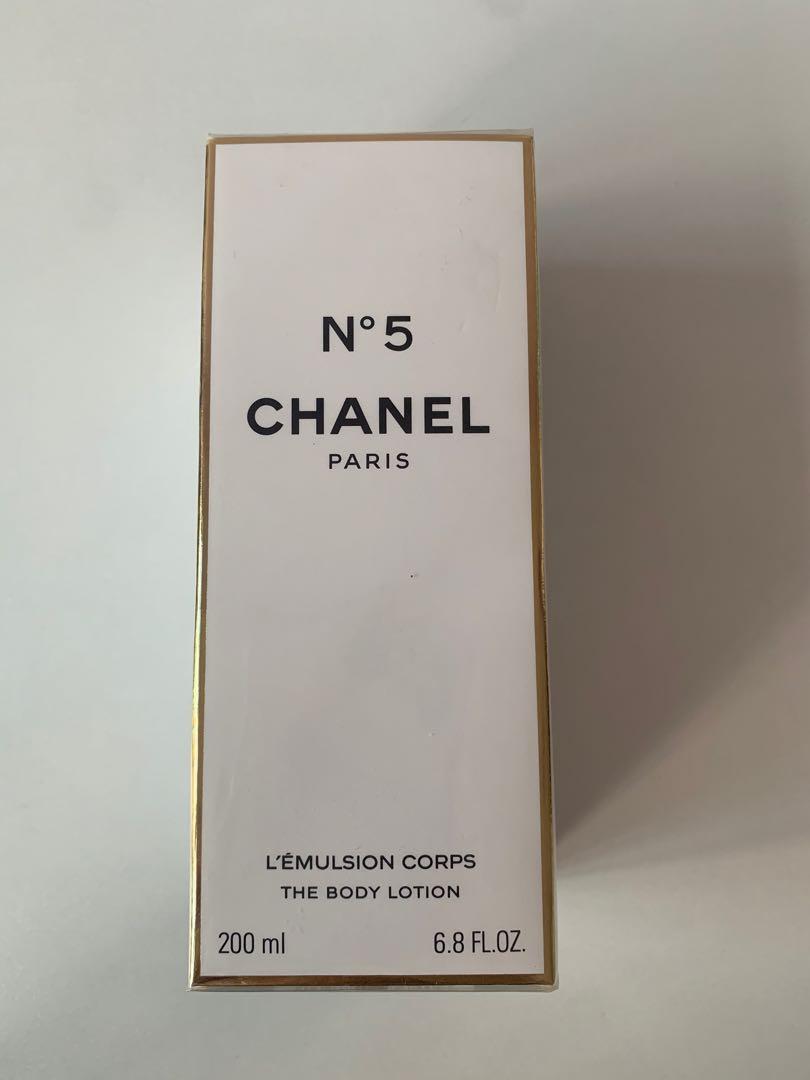 N° 5
CHANEL
PARIS
L'ÉMULSION CORPS
THE BODY LOTION
200 ml 6.8 FL.OZ.